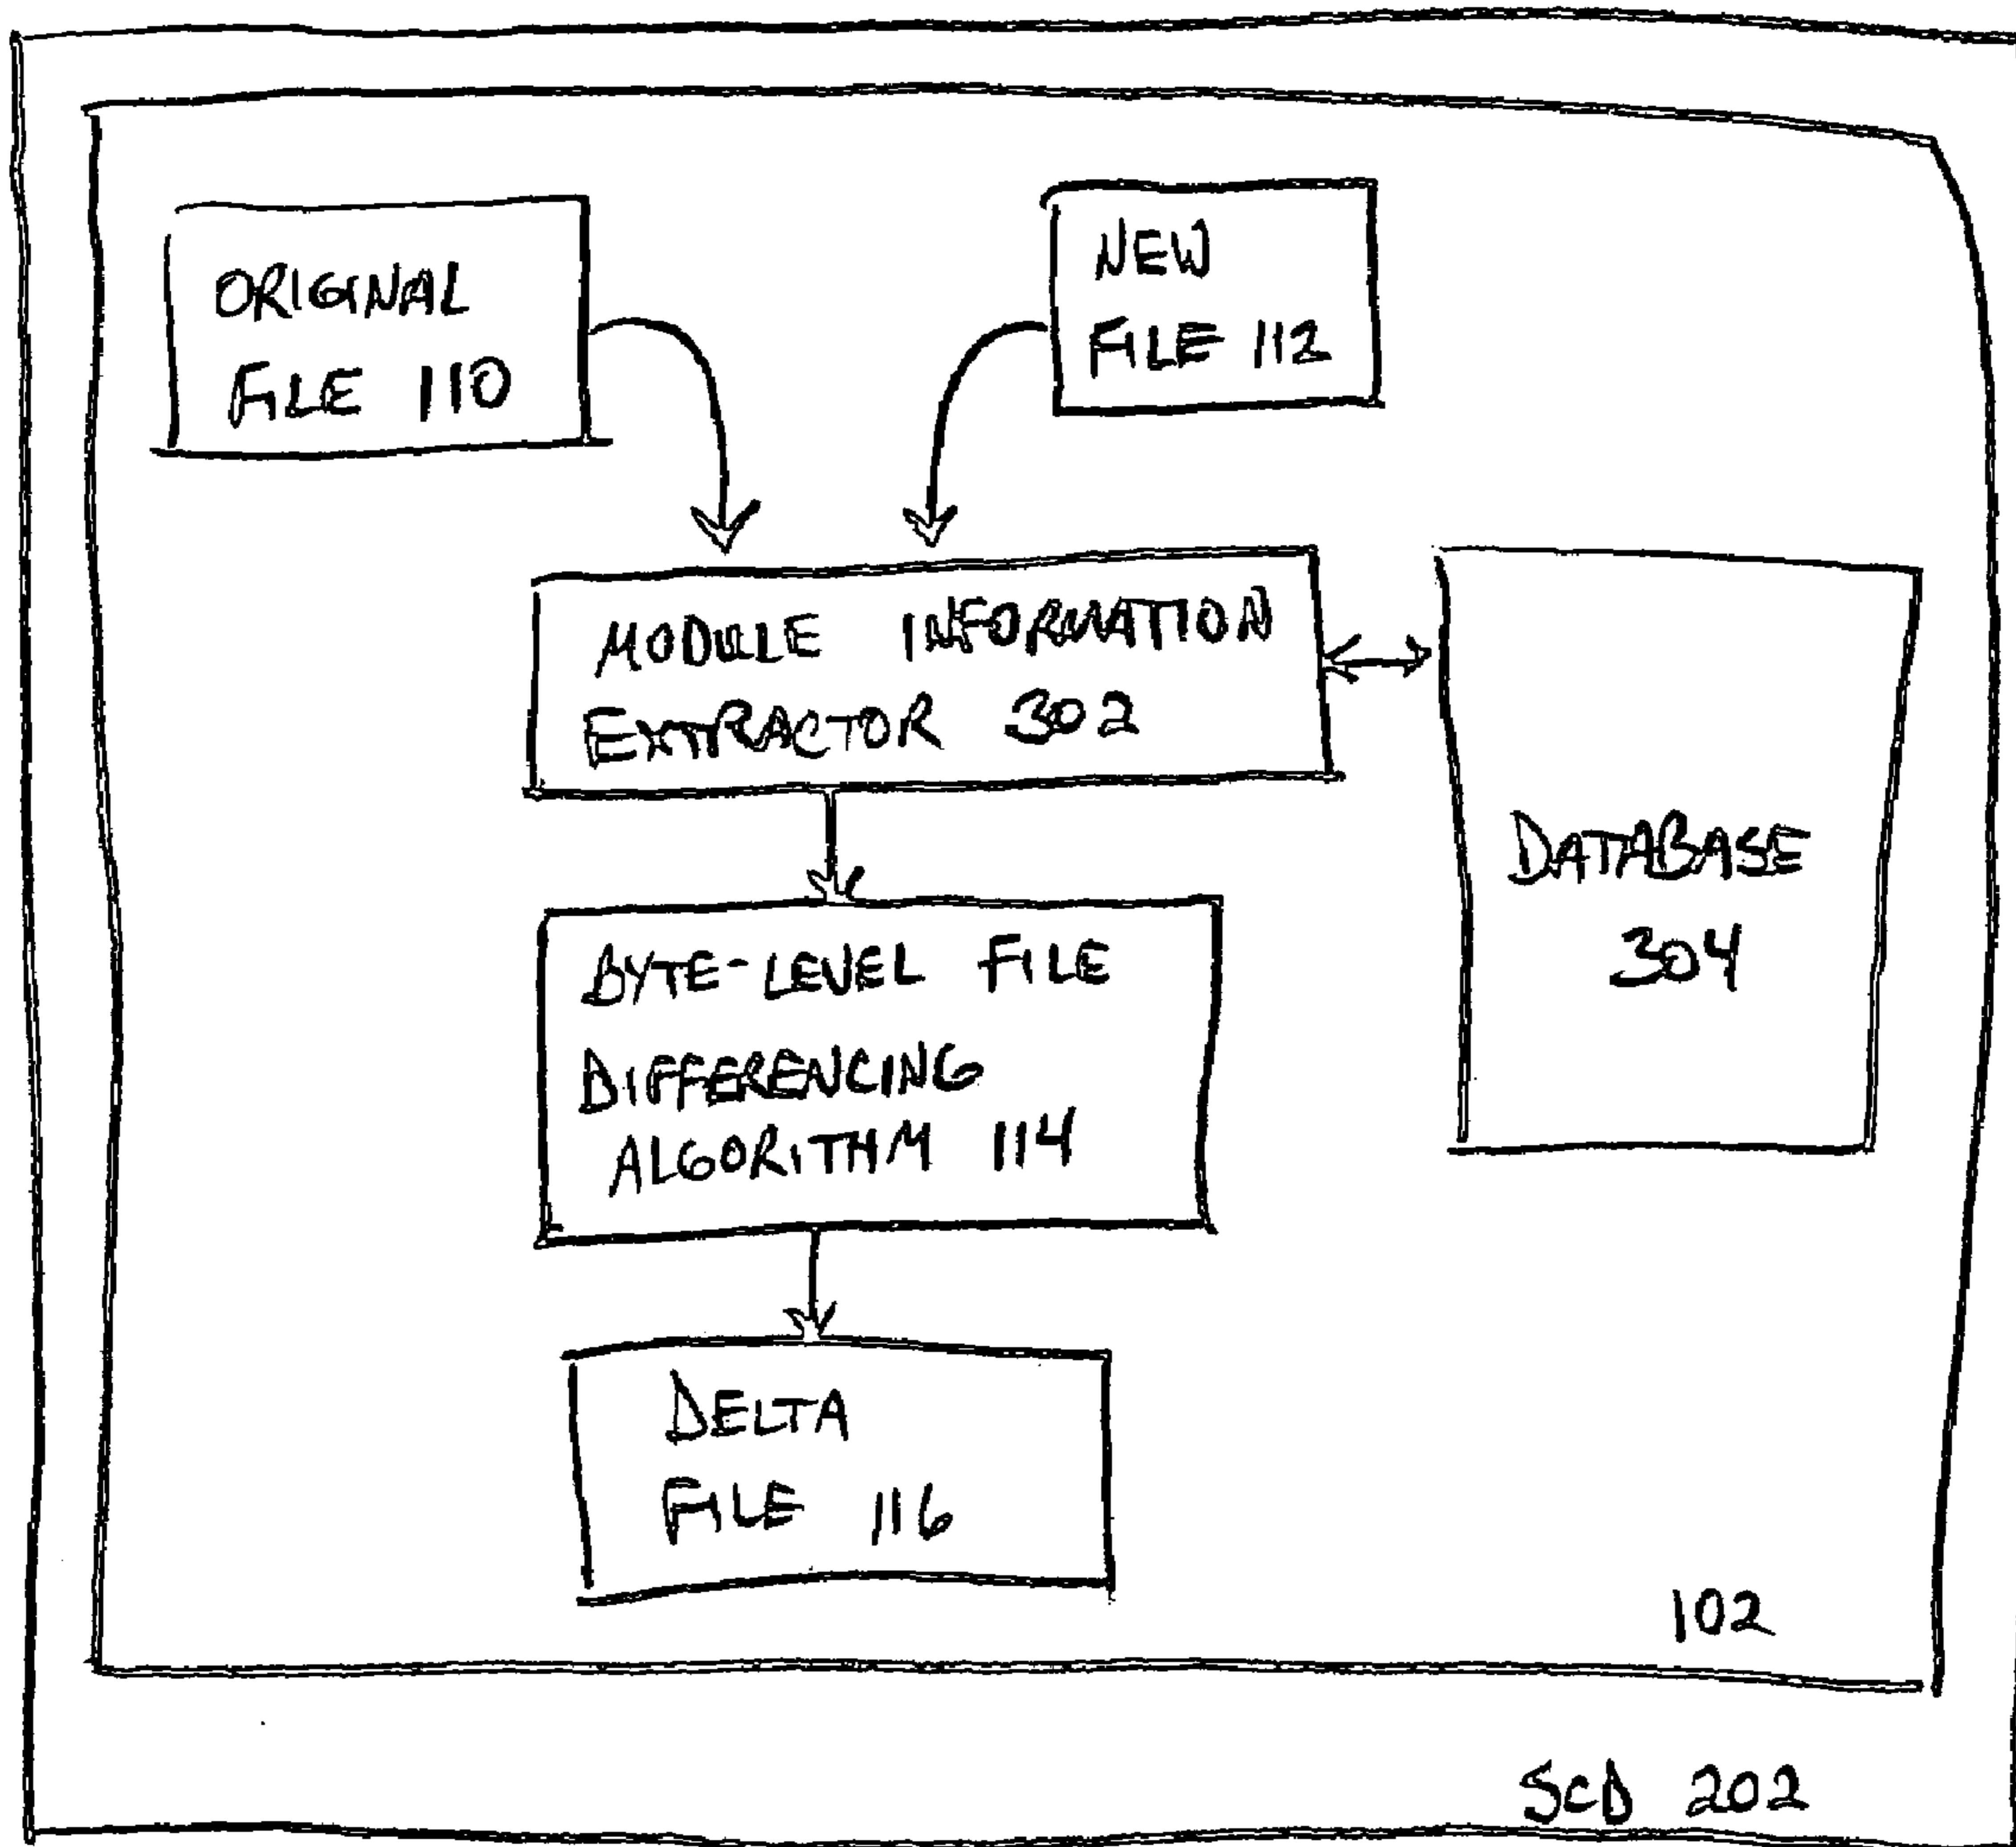 ORIGINAL
FILE 110
NEW
FILE 112
MODULE INFORMATION
EXTRACTOR 302
DATABASE
304
BYTE-LEVEL FILE
DIFFERENCING
ALGORITHM 114
DELTA
FILE 116
102
SCD 202